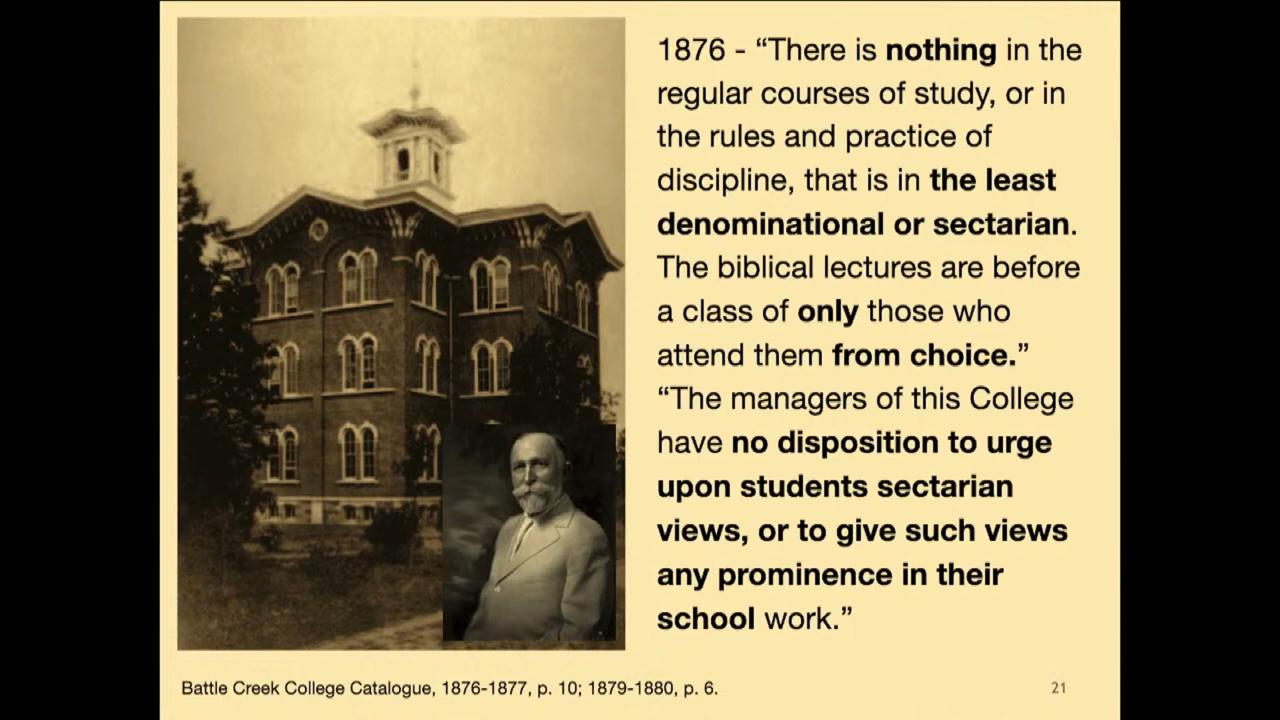 1876 - “There is nothing in the
regular courses of study, or in
the rules and practice of
discipline, that is in the least
denominational or sectarian.
The biblical lectures are before
a class of only those who
attend them from choice.”
“The managers of this College
have no disposition to urge
upon students sectarian
views, or to give such views
any prominence in their
school work.”
Battle Creek College Catalogue, 1876-1877, p. 10; 1879-1880, p. 6.
21